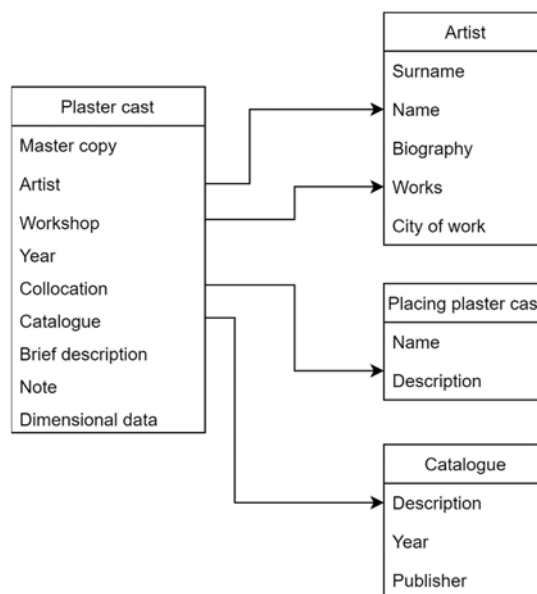 Plaster cast
Master copy
Artist
Workshop
Year
Collocation
Catalogue
Brief description
Note
Dimensional data
Artist
Surname
Name
Biography
Works
City of work
Placing plaster cas
Name
Description
Catalogue
Description
Year
Publisher